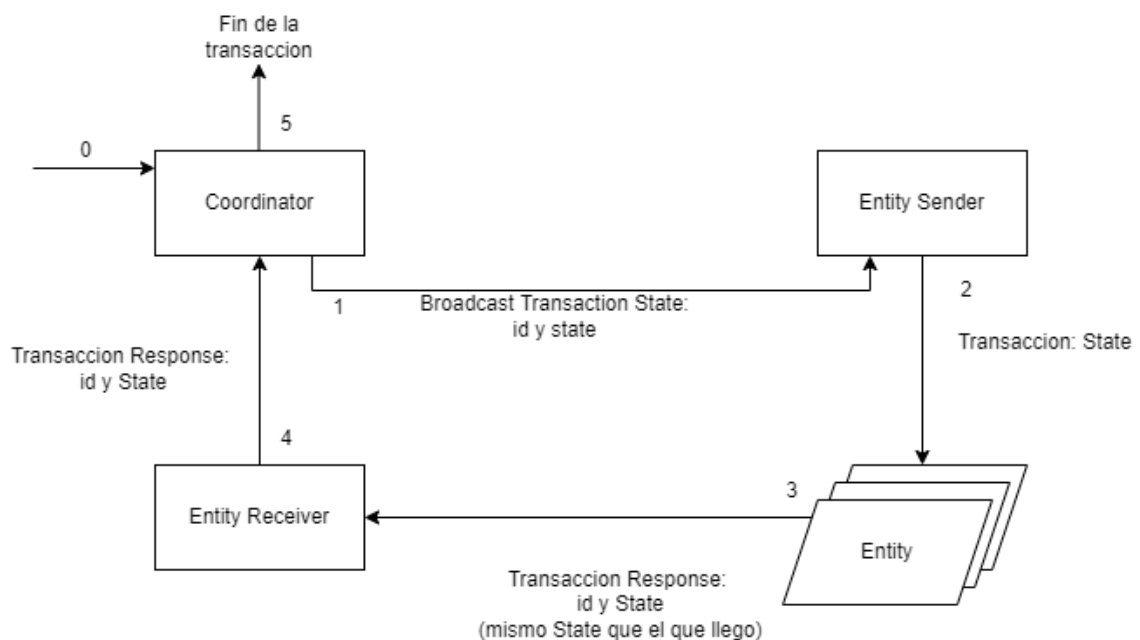 Fin de la
transaccion
5
0
Coordinator
Entity Sender
1
Broadcast Transaction State:
id y state
2
Transaccion: State
Transaccion Response:
id y State
4
Entity Receiver
3
Entity
Transaccion Response:
id y State
(mismo State que el que llego)